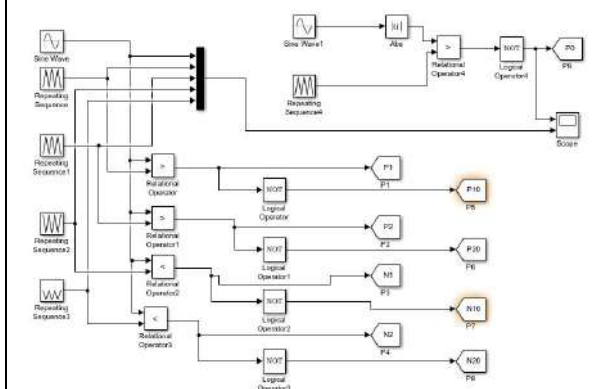 Sine Wave
Repeating
Sequence
Repeating
Sequence1
Repeating
Sequence2
Repeating
Sequence3
Sine Wave1
|u|
Abs
Repeating
Sequence4
>
Relational
Operator4
NOT
Logical
Operator4
P0
P9
Scope
>
Relational
Operator
NOT
Logical
Operator
P1
P1
P10
P5
>
Relational
Operator1
NOT
Logical
Operator1
P2
P2
P20
P6
<
Relational
Operator2
NOT
Logical
Operator2
N1
P3
N10
P7
<
Relational
Operator3
NOT
Logical
N2
P4
N20
P8